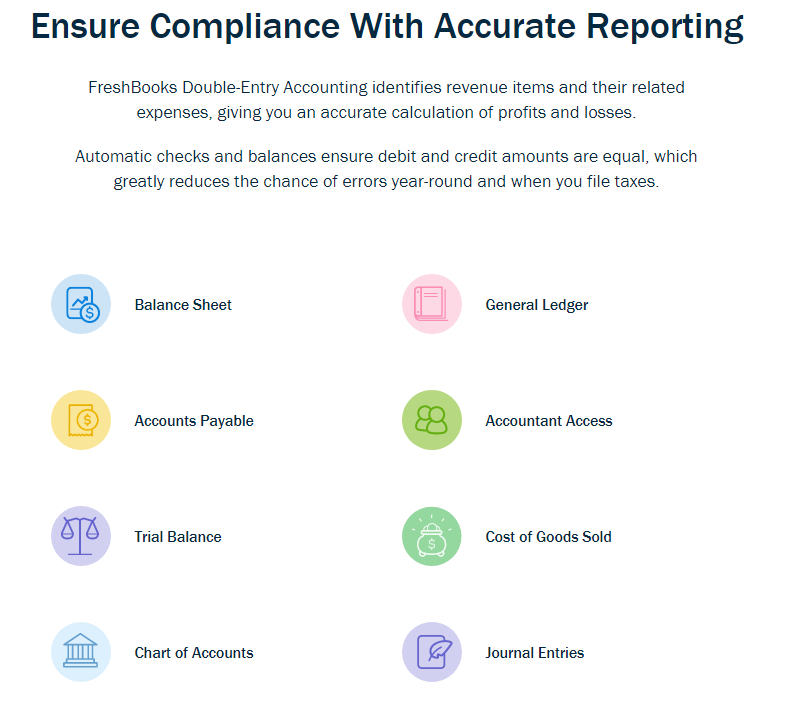 Ensure Compliance With Accurate Reporting
FreshBooks Double-Entry Accounting identifies revenue items and their related
expenses, giving you an accurate calculation of profits and losses.
Automatic checks and balances ensure debit and credit amounts are equal, which
greatly reduces the chance of errors year-round and when you file taxes.
Balance Sheet
General Ledger
Accounts Payable
Accountant Access
Trial Balance
Cost of Goods Sold
Chart of Accounts
Journal Entries